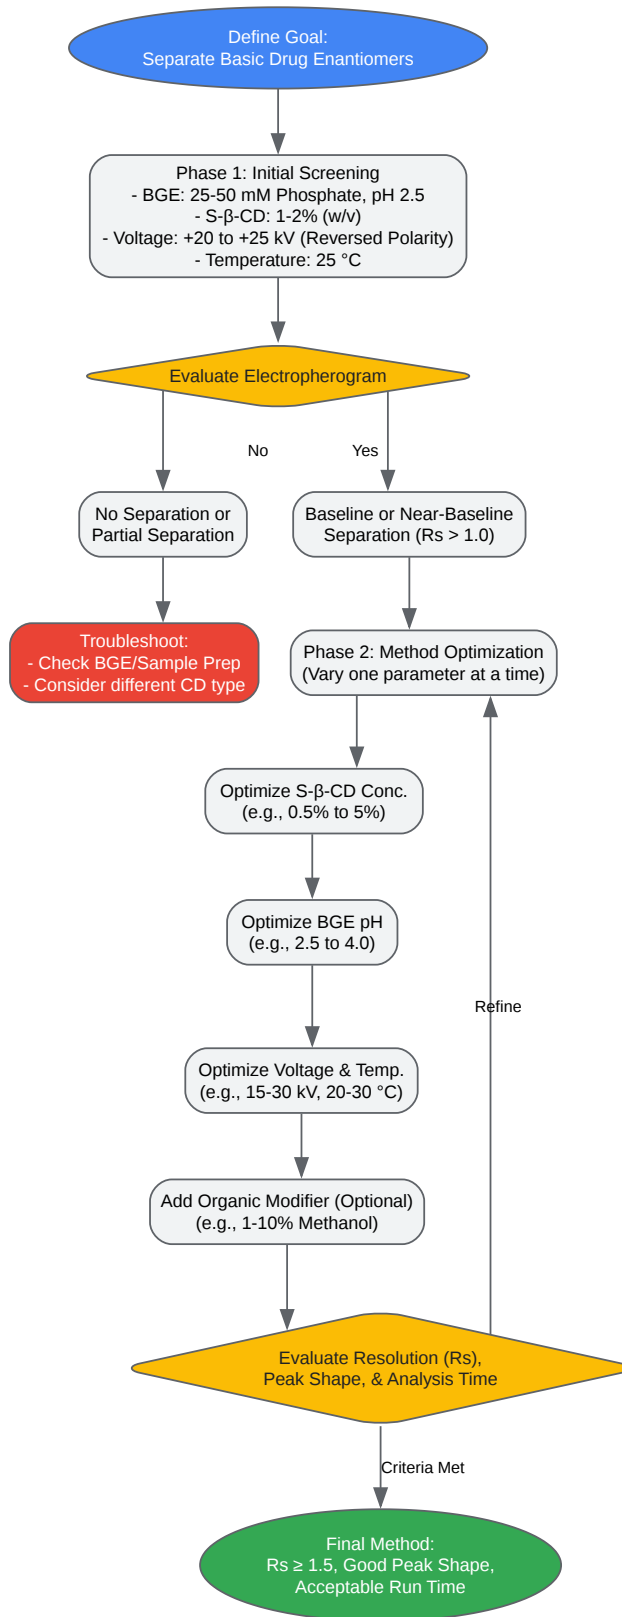 Define Goal:
Separate Basic Drug Enantiomers
Phase 1: Initial Screening
- BGE: 25-50 mM Phosphate, pH 2.5
- S-β-CD: 1-2% (w/v)
- Voltage: +20 to +25 kV (Reversed Polarity)
- Temperature: 25 °C
Evaluate Electropherogram
No
Yes
No Separation or
Partial Separation
Baseline or Near-Baseline
Separation (Rs > 1.0)
Troubleshoot:
- Check BGE/Sample Prep
- Consider different CD type
Phase 2: Method Optimization
(Vary one parameter at a time)
Optimize S-β-CD Conc.
(e.g., 0.5% to 5%)
Optimize BGE pH
(e.g., 2.5 to 4.0)
Refine
Optimize Voltage & Temp.
(e.g., 15-30 kV, 20-30 °C)
Add Organic Modifier (Optional)
(e.g., 1-10% Methanol)
Evaluate Resolution (Rs),
Peak Shape, & Analysis Time
Criteria Met
Final Method:
Rs ≥ 1.5, Good Peak Shape,
Acceptable Run Time